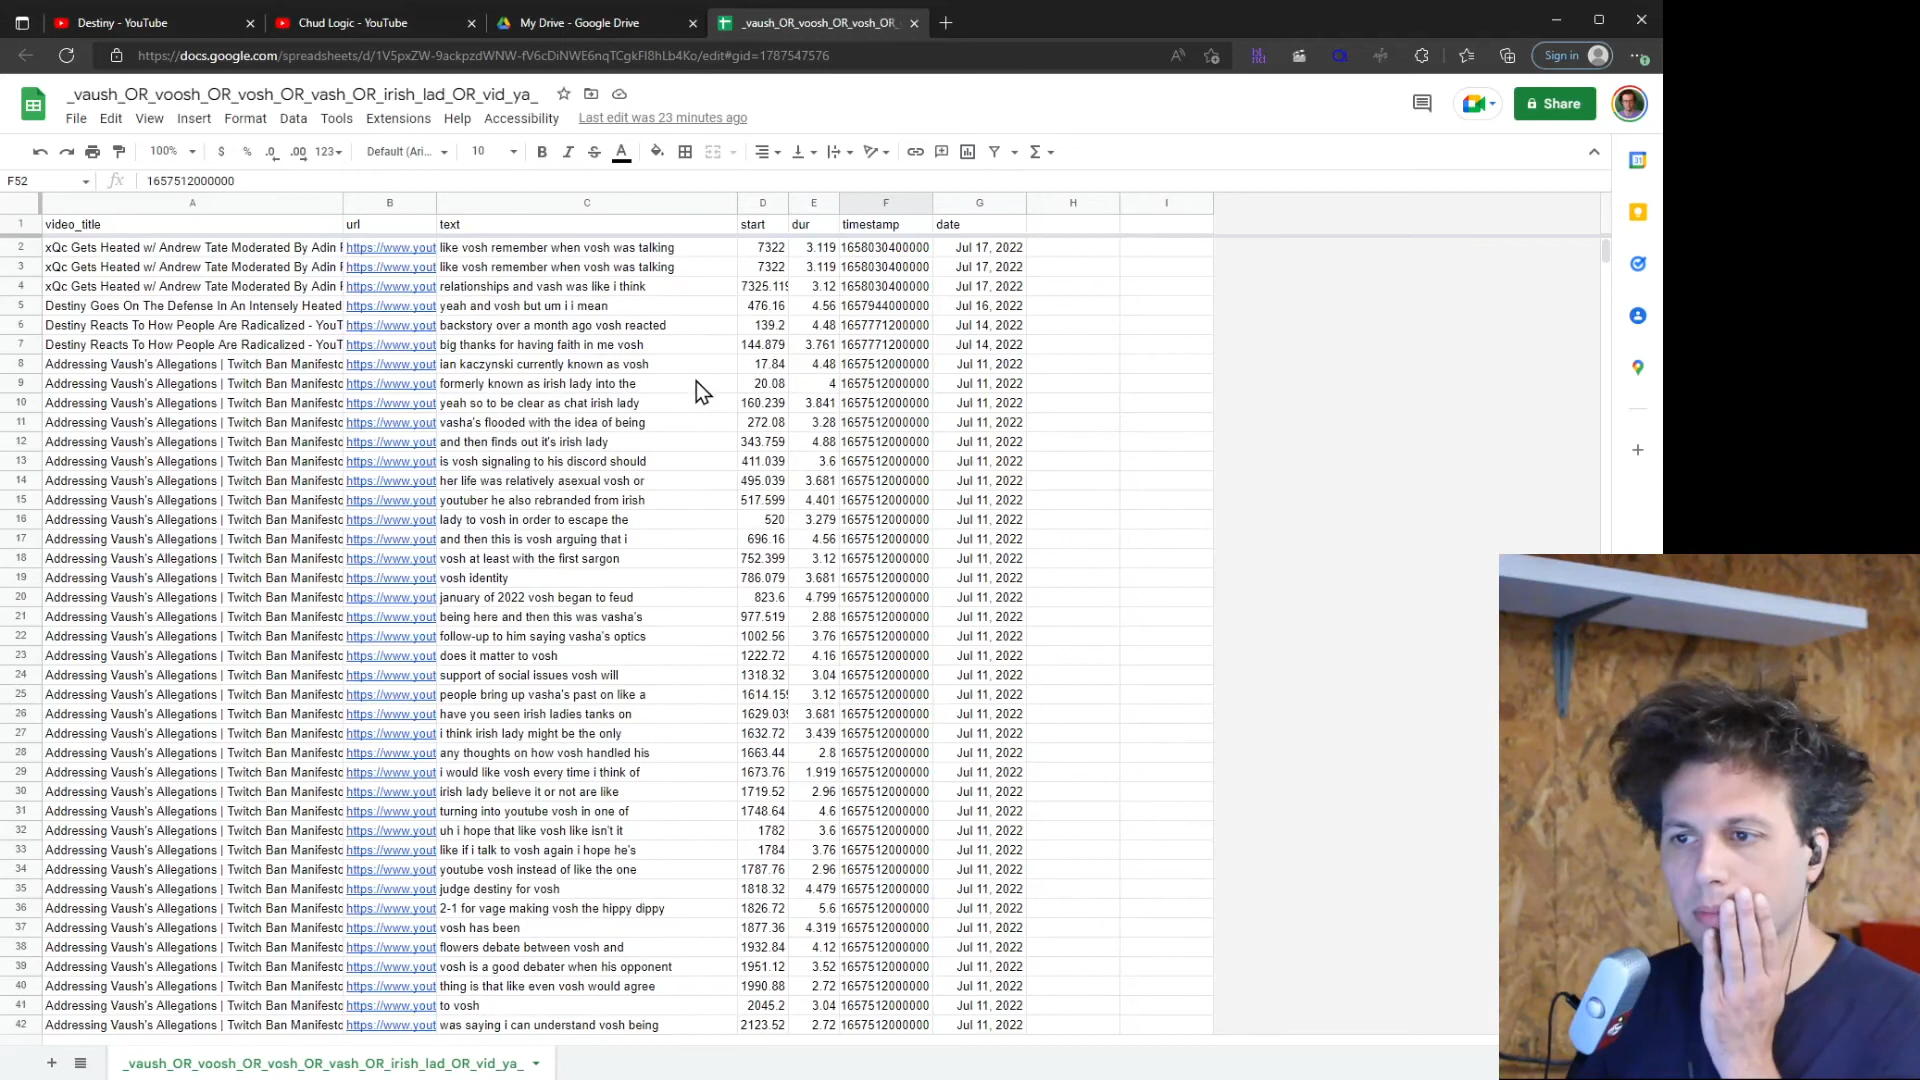 Destiny - YouTube
Chud Logic - YouTube
My Drive - Google Drive
_vaush_OR_voosh_OR_vosh_OR_
https://docs.google.com/spreadsheets/d/1V5pxZW-9ackpzdWNW-fV6cDiNWE6nqTCgkFI8hLb4Ko/edit#gid=1787547576
Sign in
_vaush_OR_voosh_OR_vosh_OR_vash_OR_irish_lad_OR_vid_ya_
File Edit View Insert Format Data Tools Extensions Help Accessibility Last edit was 23 minutes ago
Share
100% $ % .0 .00 123 Default (Ari... 10 B I S A
F52 fx 1657512000000
A B C D E F G H I
1 video_title url text start dur timestamp date
2 xQc Gets Heated w/ Andrew Tate Moderated By Adin https://www.yout like vosh remember when vosh was talking 7322 3.119 1658030400000 Jul 17, 2022
3 xQc Gets Heated w/ Andrew Tate Moderated By Adin https://www.yout like vosh remember when vosh was talking 7322 3.119 1658030400000 Jul 17, 2022
4 xQc Gets Heated w/ Andrew Tate Moderated By Adin https://www.yout relationships and vash was like i think 7325.119 3.12 1658030400000 Jul 17, 2022
5 Destiny Goes On The Defense In An Intensely Heated https://www.yout yeah and vosh but um i i mean 476.16 4.56 1657944000000 Jul 16, 2022
6 Destiny Reacts To How People Are Radicalized - YouT https://www.yout backstory over a month ago vosh reacted 139.2 4.48 1657771200000 Jul 14, 2022
7 Destiny Reacts To How People Are Radicalized - YouT https://www.yout big thanks for having faith in me vosh 144.879 3.761 1657771200000 Jul 14, 2022
8 Addressing Vaush's Allegations | Twitch Ban Manifesto https://www.yout ian kaczynski currently known as vosh 17.84 4.48 1657512000000 Jul 11, 2022
9 Addressing Vaush's Allegations | Twitch Ban Manifesto https://www.yout formerly known as irish lady into the 20.08 4 1657512000000 Jul 11, 2022
10 Addressing Vaush's Allegations | Twitch Ban Manifesto https://www.yout yeah so to be clear as chat irish lady 160.239 3.841 1657512000000 Jul 11, 2022
11 Addressing Vaush's Allegations | Twitch Ban Manifesto https://www.yout vasha's flooded with the idea of being 272.08 3.28 1657512000000 Jul 11, 2022
12 Addressing Vaush's Allegations | Twitch Ban Manifesto https://www.yout and then finds out it's irish lady 343.759 4.88 1657512000000 Jul 11, 2022
13 Addressing Vaush's Allegations | Twitch Ban Manifesto https://www.yout is vosh signaling to his discord should 411.039 3.6 1657512000000 Jul 11, 2022
14 Addressing Vaush's Allegations | Twitch Ban Manifesto https://www.yout her life was relatively asexual vosh or 495.039 3.681 1657512000000 Jul 11, 2022
15 Addressing Vaush's Allegations | Twitch Ban Manifesto https://www.yout youtuber he also rebranded from irish 517.599 4.401 1657512000000 Jul 11, 2022
16 Addressing Vaush's Allegations | Twitch Ban Manifesto https://www.yout lady to vosh in order to escape the 520 3.279 1657512000000 Jul 11, 2022
17 Addressing Vaush's Allegations | Twitch Ban Manifesto https://www.yout and then this is vosh arguing that i 696.16 4.56 1657512000000 Jul 11, 2022
18 Addressing Vaush's Allegations | Twitch Ban Manifesto https://www.yout vosh at least with the first sargon 752.399 3.12 1657512000000 Jul 11, 2022
19 Addressing Vaush's Allegations | Twitch Ban Manifesto https://www.yout vosh identity 786.079 3.681 1657512000000 Jul 11, 2022
20 Addressing Vaush's Allegations | Twitch Ban Manifesto https://www.yout january of 2022 vosh began to feud 823.6 4.799 1657512000000 Jul 11, 2022
21 Addressing Vaush's Allegations | Twitch Ban Manifesto https://www.yout being here and then this was vasha's 977.519 2.88 1657512000000 Jul 11, 2022
22 Addressing Vaush's Allegations | Twitch Ban Manifesto https://www.yout follow-up to him saying vasha's optics 1002.56 3.76 1657512000000 Jul 11, 2022
23 Addressing Vaush's Allegations | Twitch Ban Manifesto https://www.yout does it matter to vosh 1222.72 4.16 1657512000000 Jul 11, 2022
24 Addressing Vaush's Allegations | Twitch Ban Manifesto https://www.yout support of social issues vosh will 1318.32 3.04 1657512000000 Jul 11, 2022
25 Addressing Vaush's Allegations | Twitch Ban Manifesto https://www.yout people bring up vasha's past on like a 1614.159 3.12 1657512000000 Jul 11, 2022
26 Addressing Vaush's Allegations | Twitch Ban Manifesto https://www.yout have you seen irish ladies tanks on 1629.039 3.681 1657512000000 Jul 11, 2022
27 Addressing Vaush's Allegations | Twitch Ban Manifesto https://www.yout i think irish lady might be the only 1632.72 3.439 1657512000000 Jul 11, 2022
28 Addressing Vaush's Allegations | Twitch Ban Manifesto https://www.yout any thoughts on how vosh handled his 1663.44 2.8 1657512000000 Jul 11, 2022
29 Addressing Vaush's Allegations | Twitch Ban Manifesto https://www.yout i would like vosh every time i think of 1673.76 1.919 1657512000000 Jul 11, 2022
30 Addressing Vaush's Allegations | Twitch Ban Manifesto https://www.yout irish lady believe it or not are like 1719.52 2.96 1657512000000 Jul 11, 2022
31 Addressing Vaush's Allegations | Twitch Ban Manifesto https://www.yout turning into youtube vosh in one of 1748.64 4.6 1657512000000 Jul 11, 2022
32 Addressing Vaush's Allegations | Twitch Ban Manifesto https://www.yout uh i hope that like vosh like isn't it 1782 3.6 1657512000000 Jul 11, 2022
33 Addressing Vaush's Allegations | Twitch Ban Manifesto https://www.yout like if i talk to vosh again i hope he's 1784 3.76 1657512000000 Jul 11, 2022
34 Addressing Vaush's Allegations | Twitch Ban Manifesto https://www.yout youtube vosh instead of like the one 1787.76 2.96 1657512000000 Jul 11, 2022
35 Addressing Vaush's Allegations | Twitch Ban Manifesto https://www.yout judge destiny for vosh 1818.32 4.479 1657512000000 Jul 11, 2022
36 Addressing Vaush's Allegations | Twitch Ban Manifesto https://www.yout 2-1 for vage making vosh the hippy dippy 1826.72 5.6 1657512000000 Jul 11, 2022
37 Addressing Vaush's Allegations | Twitch Ban Manifesto https://www.yout vosh has been 1877.36 4.319 1657512000000 Jul 11, 2022
38 Addressing Vaush's Allegations | Twitch Ban Manifesto https://www.yout flowers debate between vosh and 1932.84 4.12 1657512000000 Jul 11, 2022
39 Addressing Vaush's Allegations | Twitch Ban Manifesto https://www.yout vosh is a good debater when his opponent 1951.12 3.52 1657512000000 Jul 11, 2022
40 Addressing Vaush's Allegations | Twitch Ban Manifesto https://www.yout thing is that like even vosh would agree 1990.88 2.72 1657512000000 Jul 11, 2022
41 Addressing Vaush's Allegations | Twitch Ban Manifesto https://www.yout to vosh 2045.2 3.04 1657512000000 Jul 11, 2022
42 Addressing Vaush's Allegations | Twitch Ban Manifesto https://www.yout was saying i can understand vosh being 2123.52 2.72 1657512000000 Jul 11, 2022
_vaush_OR_voosh_OR_vosh_OR_vash_OR_irish_lad_OR_vid_ya_